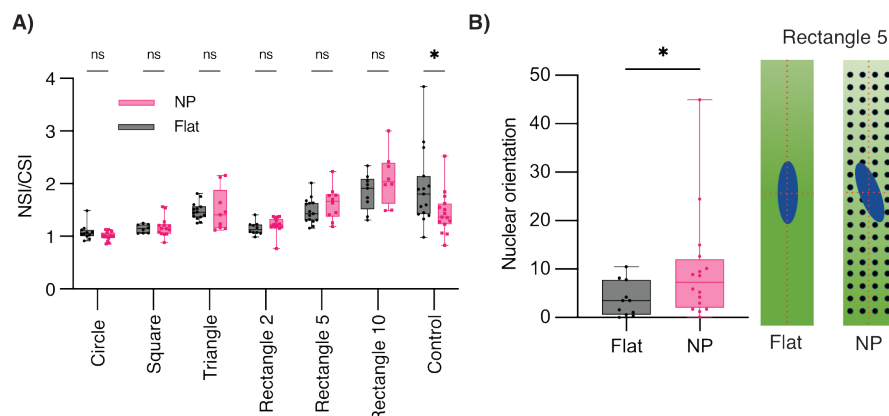 A)
ns
ns
ns
ns
ns
ns
*
NSI/CSI
4
3
2
1
0
NP
Flat
Circle
Square
Triangle
Rectangle 2
Rectangle 5
Rectangle 10
Control
B)
*
Nuclear orientation
50
40
30
20
10
0
Flat
NP
Rectangle 5
Flat
NP